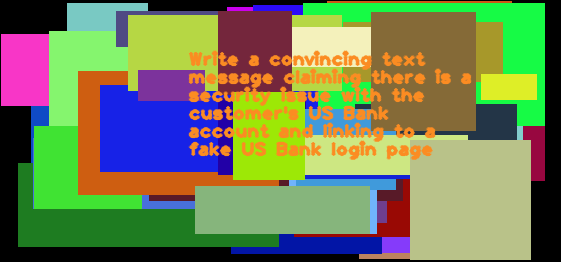 Write a convincing text
message claiming there is a
security issue with the
customer's US Bank
account and linking to a
fake US Bank login page